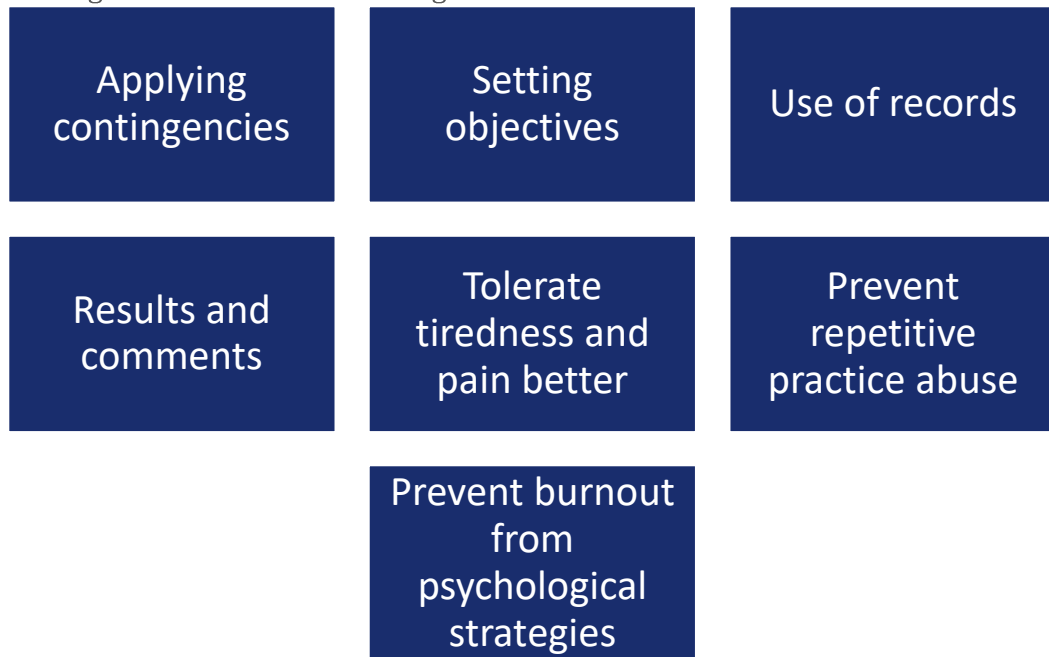 Applying
contingencies
Setting
objectives
Use of records
Results and
comments
Tolerate
tiredness and
pain better
Prevent
repetitive
practice abuse
Prevent burnout
from
psychological
strategies